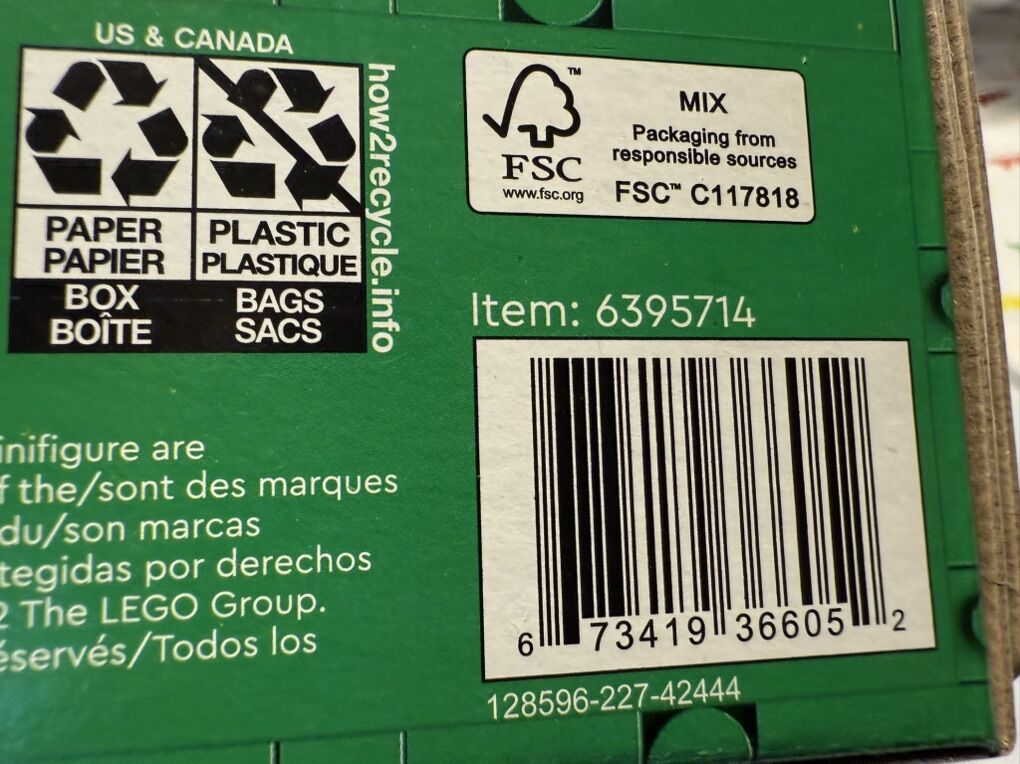 US & CANADA
PAPER
PAPIER
BOX
BOÎTE
PLASTIC
PLASTIQUE
BAGS
SACS
how2recycle.info
FSC
www.fsc.org
™
MIX
Packaging from
responsible sources
FSC™ C117818
Item: 6395714
6 73419 36605 2
128596-227-42444
inifigure are
f the/sont des marques
du/son marcas
tegidas por derechos
2 The LEGO Group.
éservés/Todos los